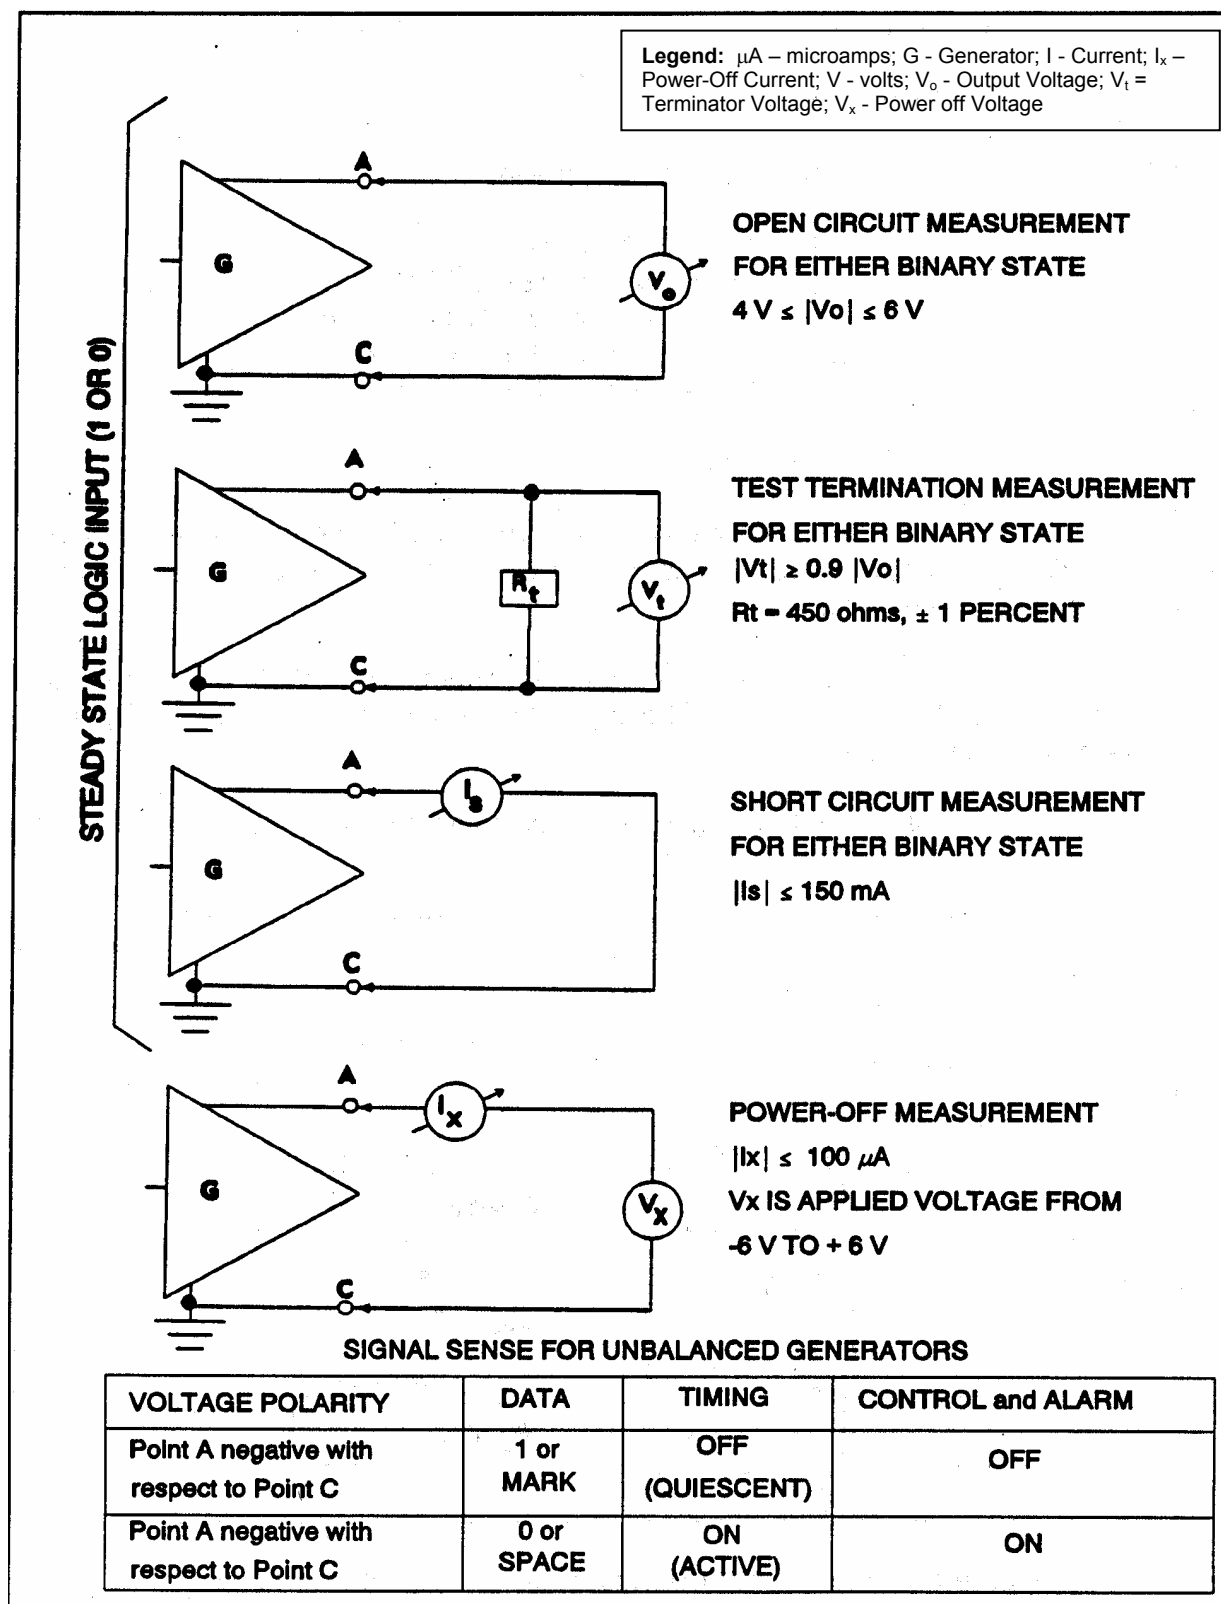 Legend: μA – microamps; G - Generator; I - Current; Ix –
Power-Off Current; V - volts; Vo - Output Voltage; Vt =
Terminator Voltage; Vx - Power off Voltage
STEADY STATE LOGIC INPUT (1 OR 0)
A
G
Vo
C
OPEN CIRCUIT MEASUREMENT
FOR EITHER BINARY STATE
4 V ≤ |Vo| ≤ 6 V
A
G
Rt
Vt
C
TEST TERMINATION MEASUREMENT
FOR EITHER BINARY STATE
|Vt| ≥ 0.9 |Vo|
Rt = 450 ohms, ± 1 PERCENT
A
Is
G
C
SHORT CIRCUIT MEASUREMENT
FOR EITHER BINARY STATE
|Is| ≤ 150 mA
A
Ix
G
Vx
C
POWER-OFF MEASUREMENT
|Ix| ≤ 100 μA
Vx IS APPLIED VOLTAGE FROM
-6 V TO + 6 V
SIGNAL SENSE FOR UNBALANCED GENERATORS
VOLTAGE POLARITY DATA TIMING CONTROL and ALARM
Point A negative with 1 or OFF OFF
respect to Point C MARK (QUIESCENT)
Point A negative with 0 or ON ON
respect to Point C SPACE (ACTIVE)